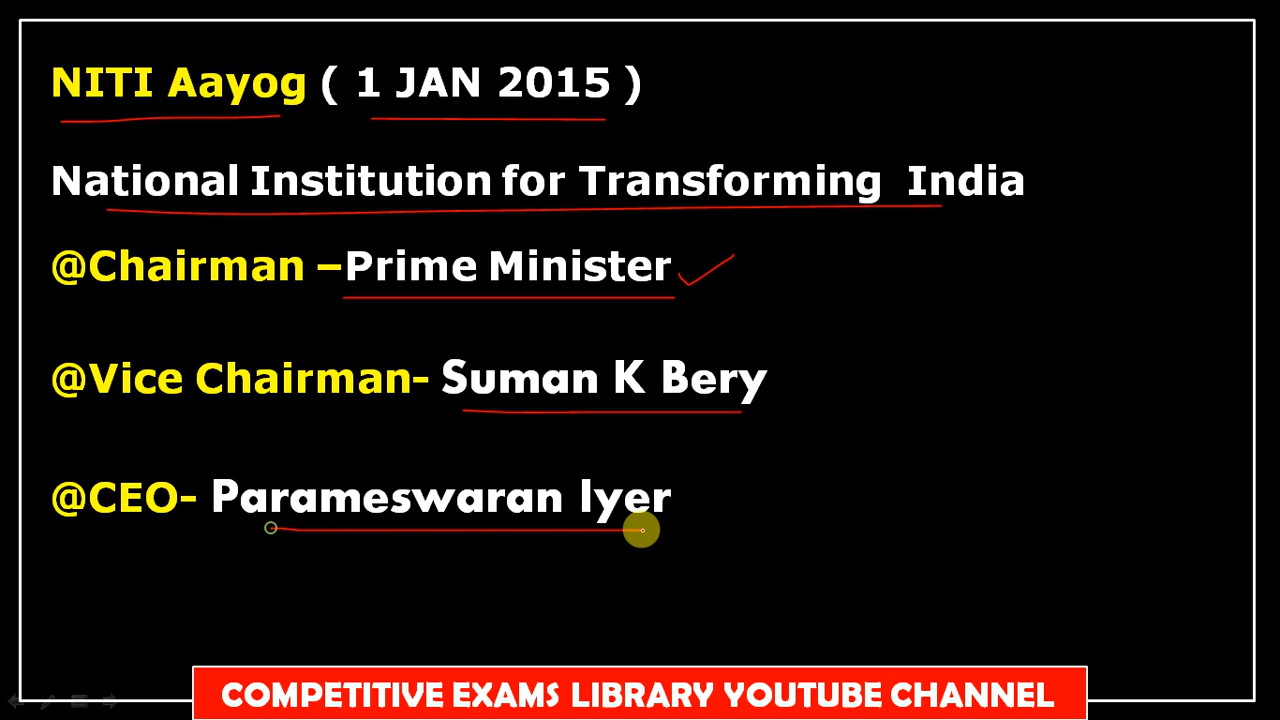 NITI Aayog ( 1 JAN 2015 )
National Institution for Transforming India
@Chairman –Prime Minister
@Vice Chairman- Suman K Bery
@CEO- Parameswaran Iyer
COMPETITIVE EXAMS LIBRARY YOUTUBE CHANNEL